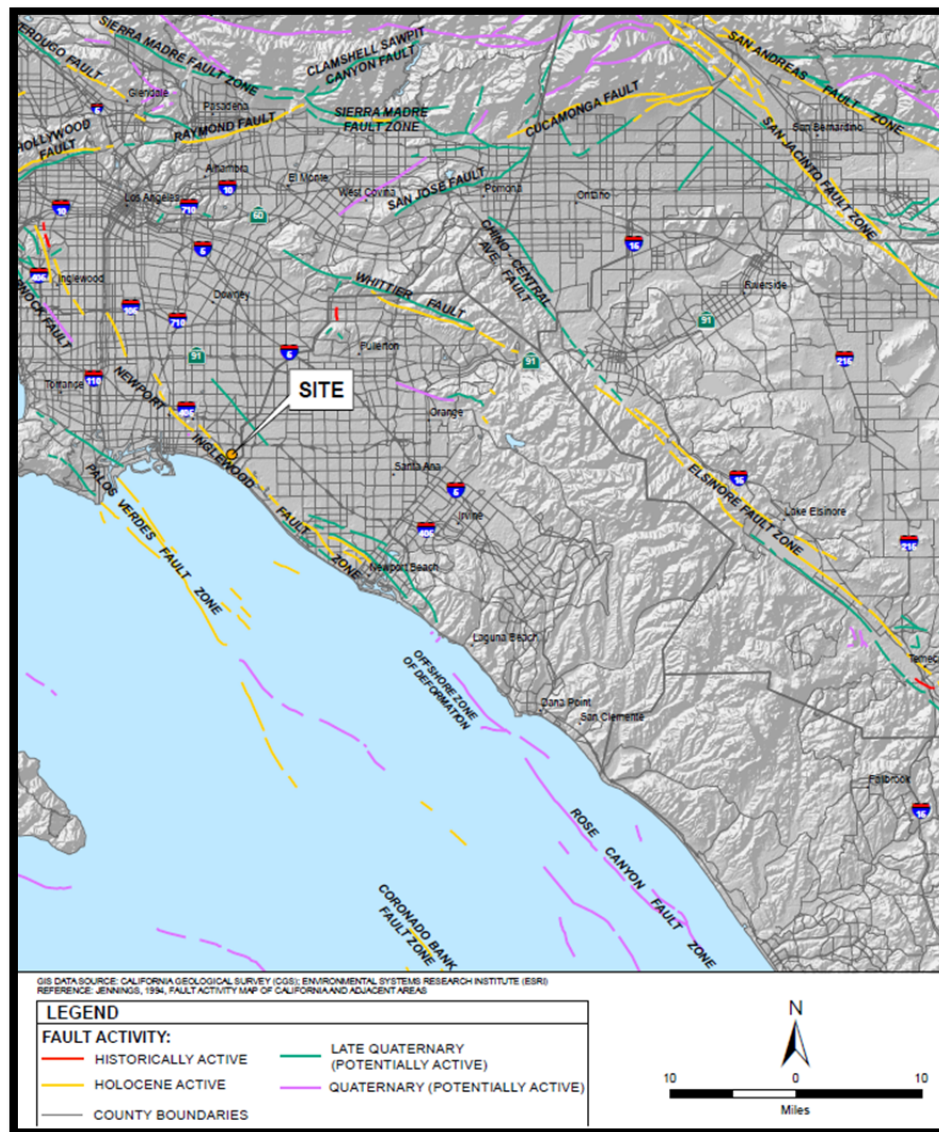 ERDUGO FAULT
SIERRA MADRE FAULT ZONE
CLAMSHELL SAWPIT
CANYON FAULT
SAN ANDREAS FAULT ZONE
Glendale
Pasadena
SIERRA MADRE
FAULT ZONE
CUCAMONGA FAULT
SAN JACINTO FAULT ZONE
San Bernardino
HOLLYWOOD
FAULT
RAYMOND FAULT
Alhambra
El Monte
10
West Covina
SAN JOSE FAULT
Pomona
Ontario
Los Angeles
10
710
60
5
16
CHINO - CENTRAL
AVE. FAULT
405
Inglewood
WHITTIER FAULT
Riverside
Downey
105
710
91
RNOCK FAULT
91
5
Fullerton
91
215
Torrance
110
NEWPORT INGLEWOOD FAULT ZONE
405
SITE
Orange
Santa Ana
5
PALOS VERDES FAULT ZONE
ELSINORE FAULT ZONE
16
Lake Elsinore
405
Irvine
215
Newport Beach
Laguna Beach
Temec
OFFSHORE ZONE
OF DEFORMATION
Dana Point
San Clemente
Fallbrook
16
ROSE CANYON FAULT ZONE
CORONADO BANK
FAULT ZONE
GIS DATA SOURCE: CALIFORNIA GEOLOGICAL SURVEY (CGS); ENVIRONMENTAL SYSTEMS RESEARCH INSTITUTE (ESRI)
REFERENCE: JENNINGS, 1994, FAULT ACTIVITY MAP OF CALIFORNIA AND ADJACENT AREAS
LEGEND
FAULT ACTIVITY:
HISTORICALLY ACTIVE
HOLOCENE ACTIVE
COUNTY BOUNDARIES
LATE QUATERNARY
(POTENTIALLY ACTIVE)
QUATERNARY (POTENTIALLY ACTIVE)
N
10 0 10
Miles